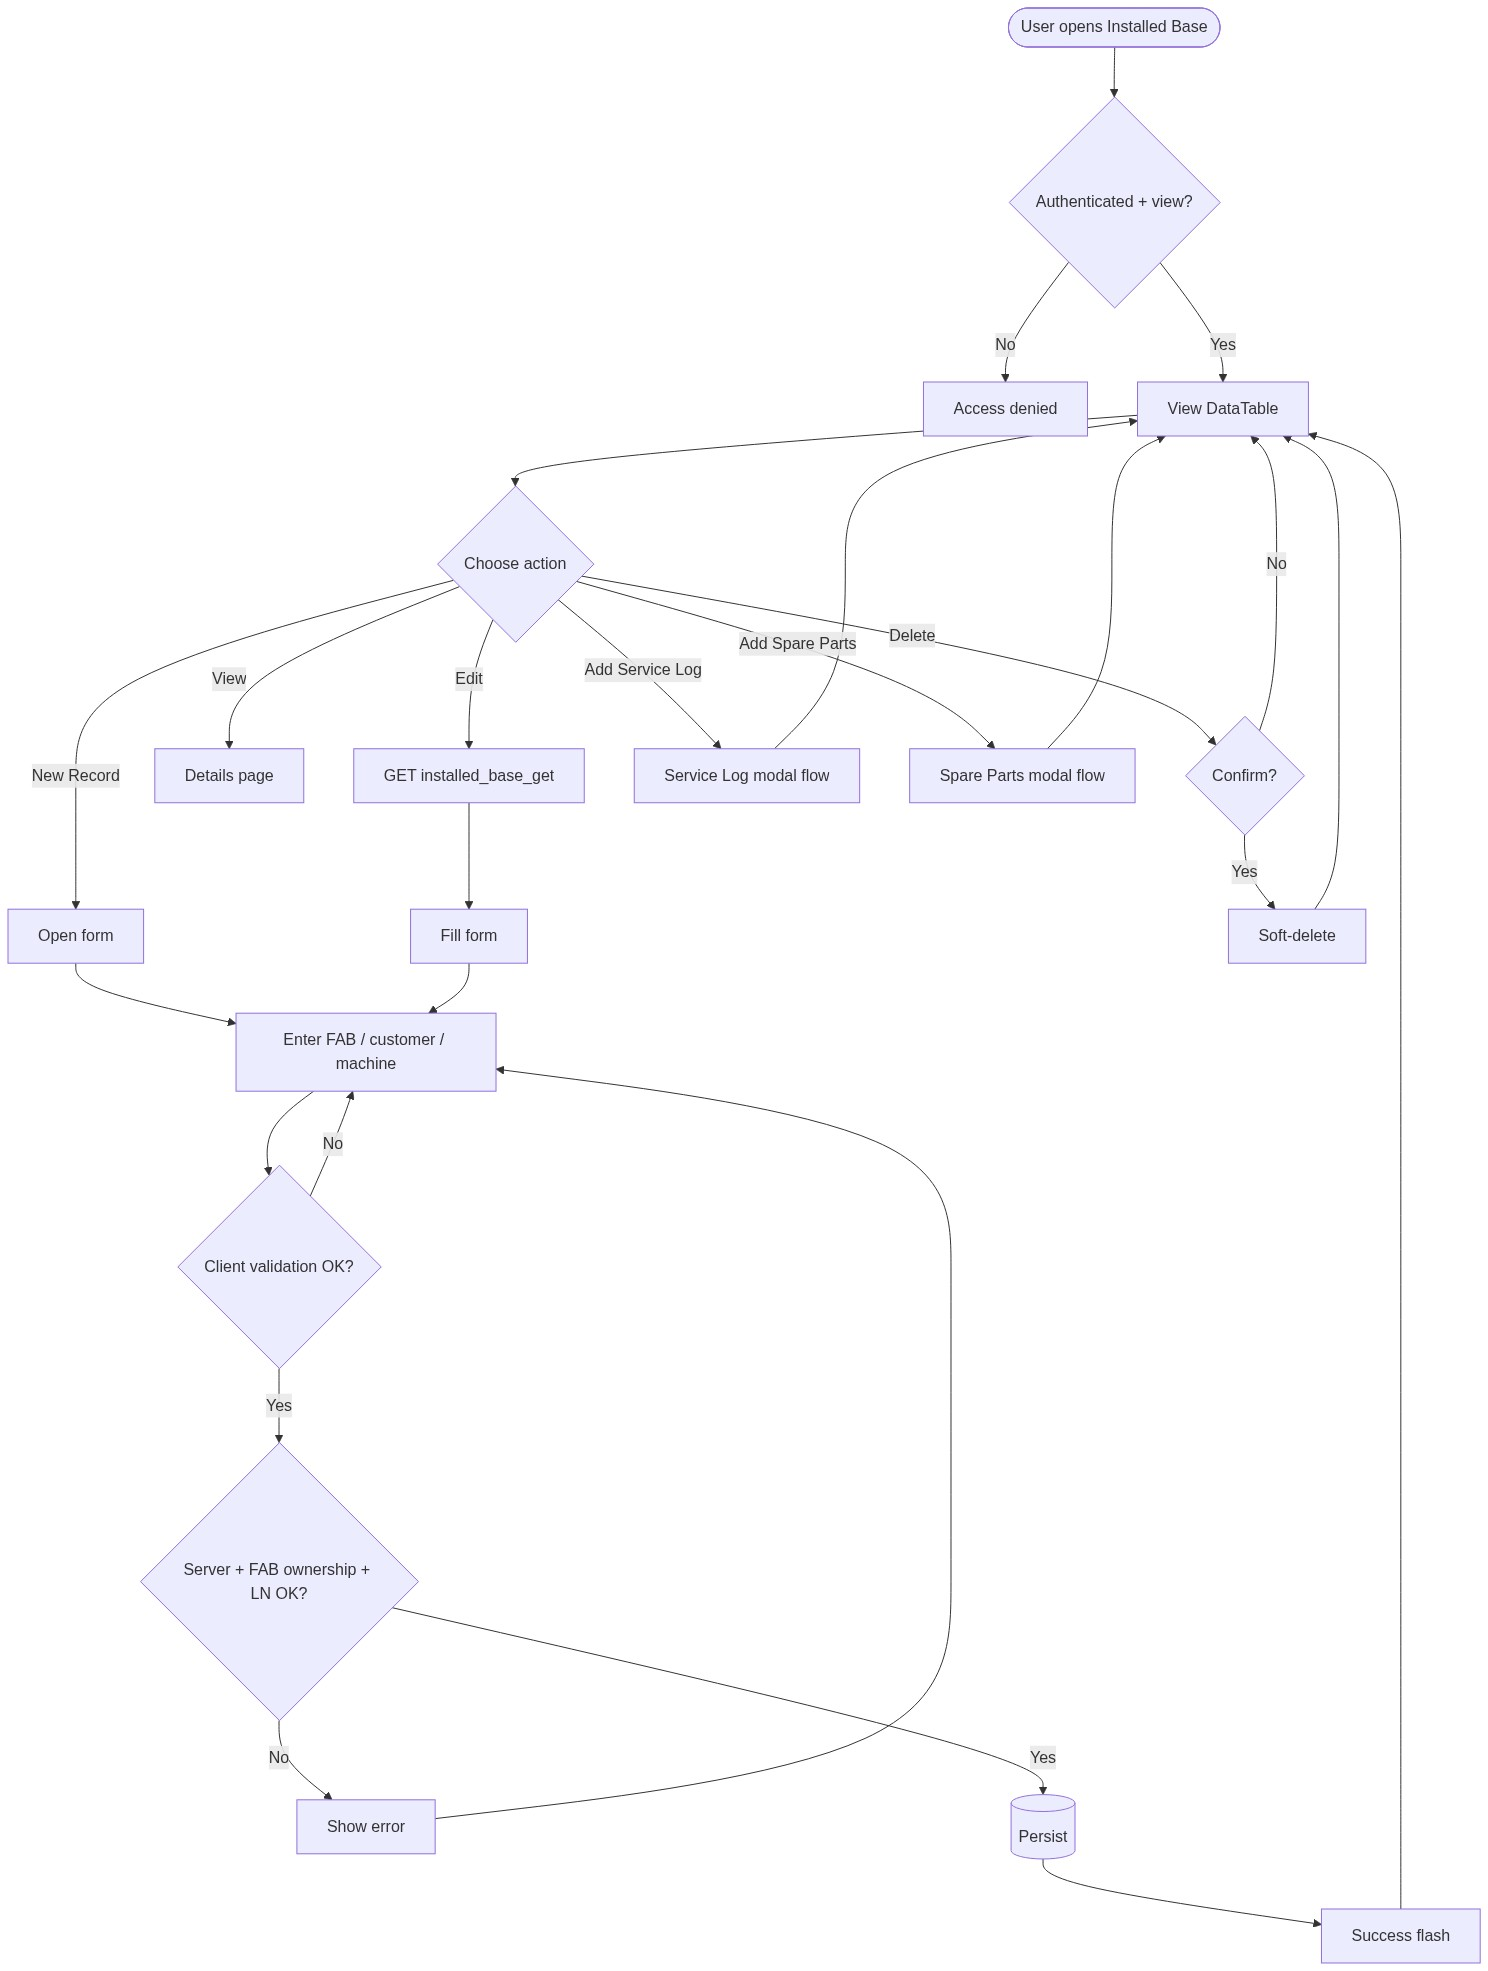 User opens Installed Base
Authenticated + view?
No
Yes
Access denied
View DataTable
Choose action
No
Delete
Add Spare Parts
Add Service Log
View
Edit
New Record
Details page
GET installed_base_get
Service Log modal flow
Spare Parts modal flow
Confirm?
Yes
Open form
Fill form
Soft-delete
Enter FAB / customer /
machine
No
Client validation OK?
Yes
Server + FAB ownership +
LN OK?
No
Yes
Show error
Persist
Success flash